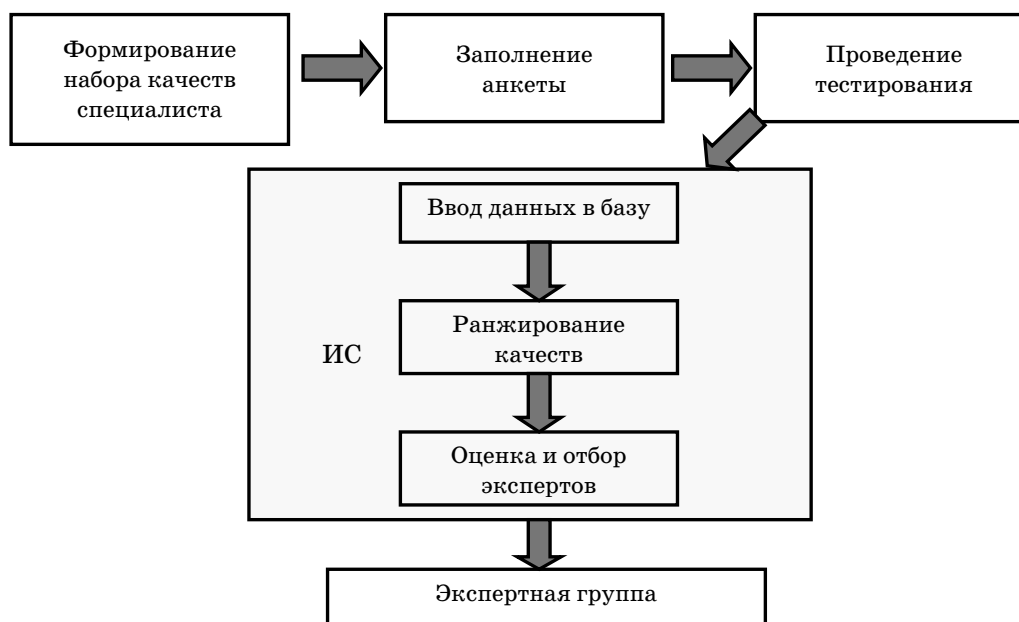 Формирование
набора качеств
специалиста
Заполнение
анкеты
Проведение
тестирования
Ввод данных в базу
Ранжирование
качеств
ИС
Оценка и отбор
экспертов
Экспертная группа